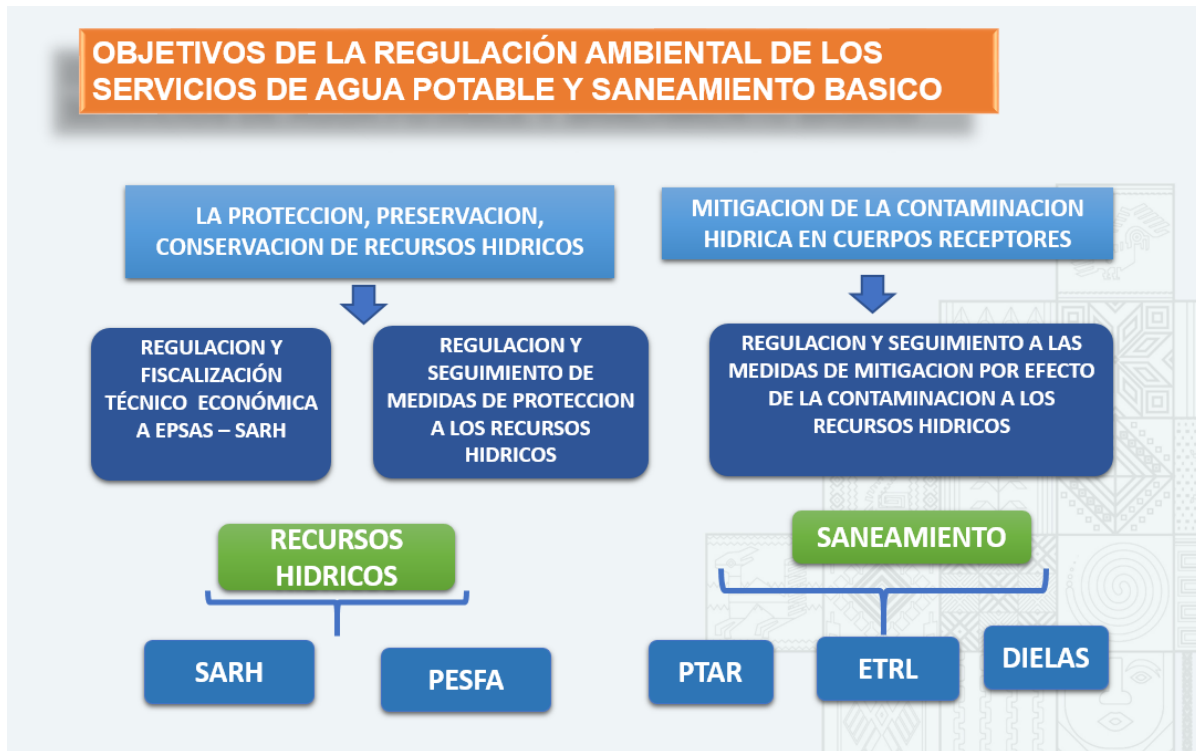 OBJETIVOS DE LA REGULACIÓN AMBIENTAL DE LOS
SERVICIOS DE AGUA POTABLE Y SANEAMIENTO BASICO
LA PROTECCION, PRESERVACION,
CONSERVACION DE RECURSOS HIDRICOS
MITIGACION DE LA CONTAMINACION
HIDRICA EN CUERPOS RECEPTORES
REGULACION Y
FISCALIZACIÓN
TÉCNICO ECONÓMICA
A EPSAS – SARH
REGULACION Y
SEGUIMIENTO DE
MEDIDAS DE PROTECCION
A LOS RECURSOS
HIDRICOS
REGULACION Y SEGUIMIENTO A LAS
MEDIDAS DE MITIGACION POR EFECTO
DE LA CONTAMINACION A LOS
RECURSOS HIDRICOS
RECURSOS
HIDRICOS
SANEAMIENTO
SARH
PESFA
PTAR
ETRL
DIELAS